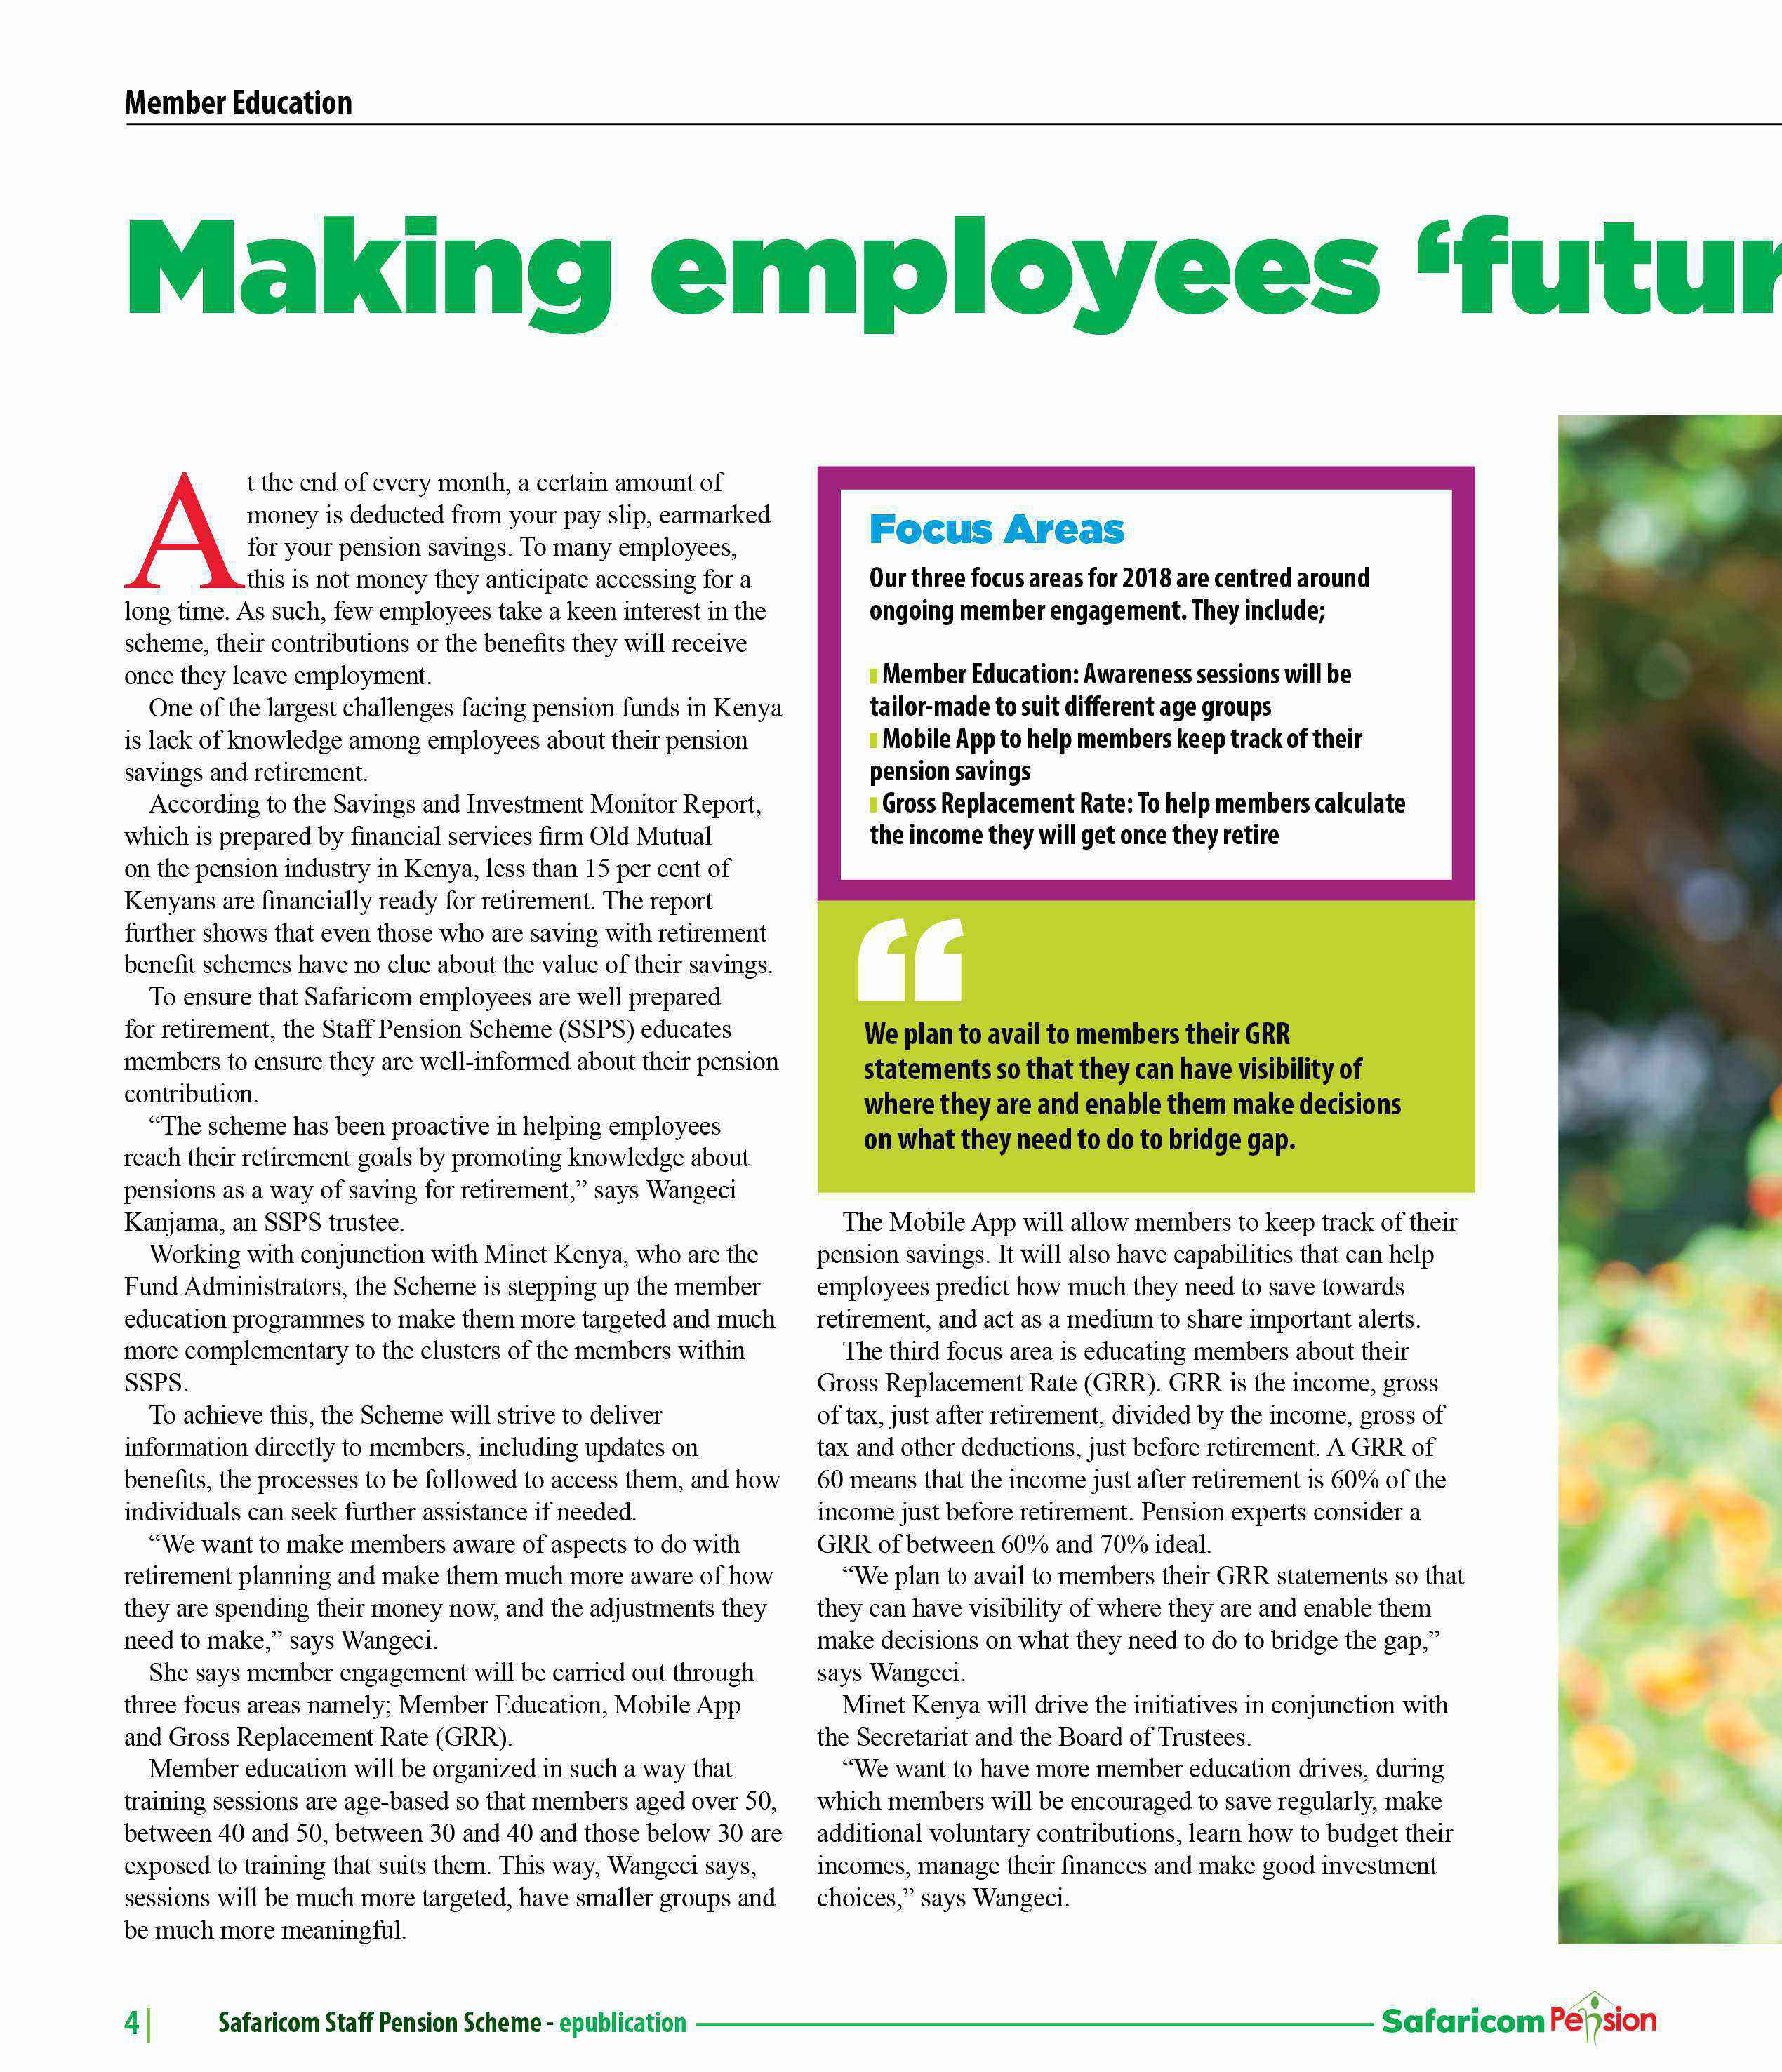 Member Education
Making employees ‘futur
At the end of every month, a certain amount of
money is deducted from your pay slip, earmarked
for your pension savings. To many employees,
this is not money they anticipate accessing for a
long time. As such, few employees take a keen interest in the
scheme, their contributions or the benefits they will receive
once they leave employment.
One of the largest challenges facing pension funds in Kenya
is lack of knowledge among employees about their pension
savings and retirement.
According to the Savings and Investment Monitor Report,
which is prepared by financial services firm Old Mutual
on the pension industry in Kenya, less than 15 per cent of
Kenyans are financially ready for retirement. The report
further shows that even those who are saving with retirement
benefit schemes have no clue about the value of their savings.
To ensure that Safaricom employees are well prepared
for retirement, the Staff Pension Scheme (SSPS) educates
members to ensure they are well-informed about their pension
contribution.
“The scheme has been proactive in helping employees
reach their retirement goals by promoting knowledge about
pensions as a way of saving for retirement,” says Wangeci
Kanjama, an SSPS trustee.
Working with conjunction with Minet Kenya, who are the
Fund Administrators, the Scheme is stepping up the member
education programmes to make them more targeted and much
more complementary to the clusters of the members within
SSPS.
To achieve this, the Scheme will strive to deliver
information directly to members, including updates on
benefits, the processes to be followed to access them, and how
individuals can seek further assistance if needed.
“We want to make members aware of aspects to do with
retirement planning and make them much more aware of how
they are spending their money now, and the adjustments they
need to make,” says Wangeci.
She says member engagement will be carried out through
three focus areas namely; Member Education, Mobile App
and Gross Replacement Rate (GRR).
Member education will be organized in such a way that
training sessions are age-based so that members aged over 50,
between 40 and 50, between 30 and 40 and those below 30 are
exposed to training that suits them. This way, Wangeci says,
sessions will be much more targeted, have smaller groups and
be much more meaningful.
Focus Areas
Our three focus areas for 2018 are centred around
ongoing member engagement. They include;
Member Education: Awareness sessions will be
tailor-made to suit different age groups
Mobile App to help members keep track of their
pension savings
Gross Replacement Rate: To help members calculate
the income they will get once they retire
“
We plan to avail to members their GRR
statements so that they can have visibility of
where they are and enable them make decisions
on what they need to do to bridge gap.
The Mobile App will allow members to keep track of their
pension savings. It will also have capabilities that can help
employees predict how much they need to save towards
retirement, and act as a medium to share important alerts.
The third focus area is educating members about their
Gross Replacement Rate (GRR). GRR is the income, gross
of tax, just after retirement, divided by the income, gross of
tax and other deductions, just before retirement. A GRR of
60 means that the income just after retirement is 60% of the
income just before retirement. Pension experts consider a
GRR of between 60% and 70% ideal.
“We plan to avail to members their GRR statements so that
they can have visibility of where they are and enable them
make decisions on what they need to do to bridge the gap,”
says Wangeci.
Minet Kenya will drive the initiatives in conjunction with
the Secretariat and the Board of Trustees.
“We want to have more member education drives, during
which members will be encouraged to save regularly, make
additional voluntary contributions, learn how to budget their
incomes, manage their finances and make good investment
choices,” says Wangeci.
4| Safaricom Staff Pension Scheme - epublication Safaricom Pension